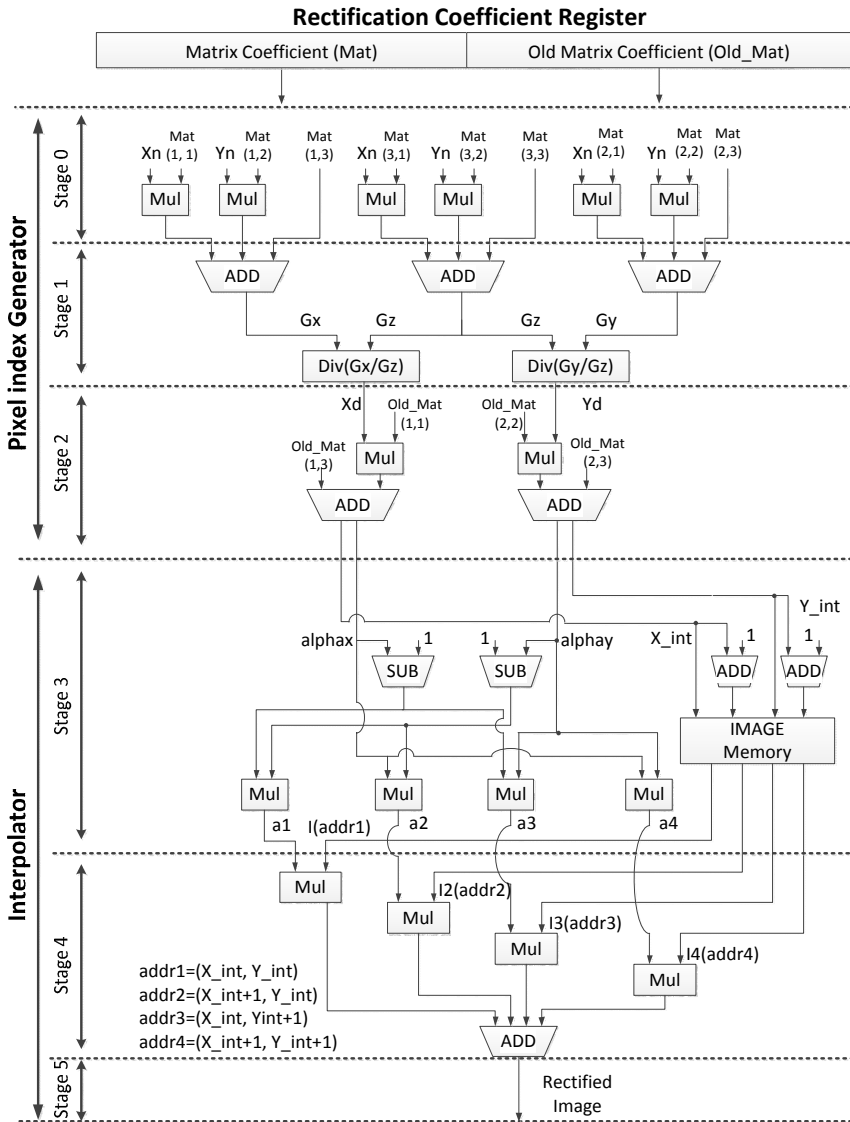 Rectification Coefficient Register
Matrix Coefficient (Mat)
Old Matrix Coefficient (Old_Mat)
Pixel index Generator
Stage 0
Xn
Mat
(1, 1)
Yn
Mat
(1,2)
Mat
(1,3)
Xn
Mat
(3,1)
Yn
Mat
(3,2)
Mat
(3,3)
Xn
Mat
(2,1)
Yn
Mat
(2,2)
Mat
(2,3)
Mul
Mul
Mul
Mul
Mul
Mul
Stage 1
ADD
ADD
ADD
Gx
Gz
Gz
Gy
Div(Gx/Gz)
Div(Gy/Gz)
Stage 2
Xd
Old_Mat
(1,1)
Old_Mat
(2,2)
Yd
Old_Mat
(1,3)
Mul
Mul
Old_Mat
(2,3)
ADD
ADD
Interpolator
Stage 3
Y_int
X_int
alphax
1
1
alphay
1
1
SUB
SUB
ADD
ADD
IMAGE
Memory
Mul
Mul
Mul
Mul
a1
I(addr1)
a2
a3
a4
Stage 4
Mul
I2(addr2)
Mul
I3(addr3)
Mul
I4(addr4)
Mul
addr1=(X_int, Y_int)
addr2=(X_int+1, Y_int)
addr3=(X_int, Yint+1)
addr4=(X_int+1, Y_int+1)
ADD
Stage 5
Rectified
Image